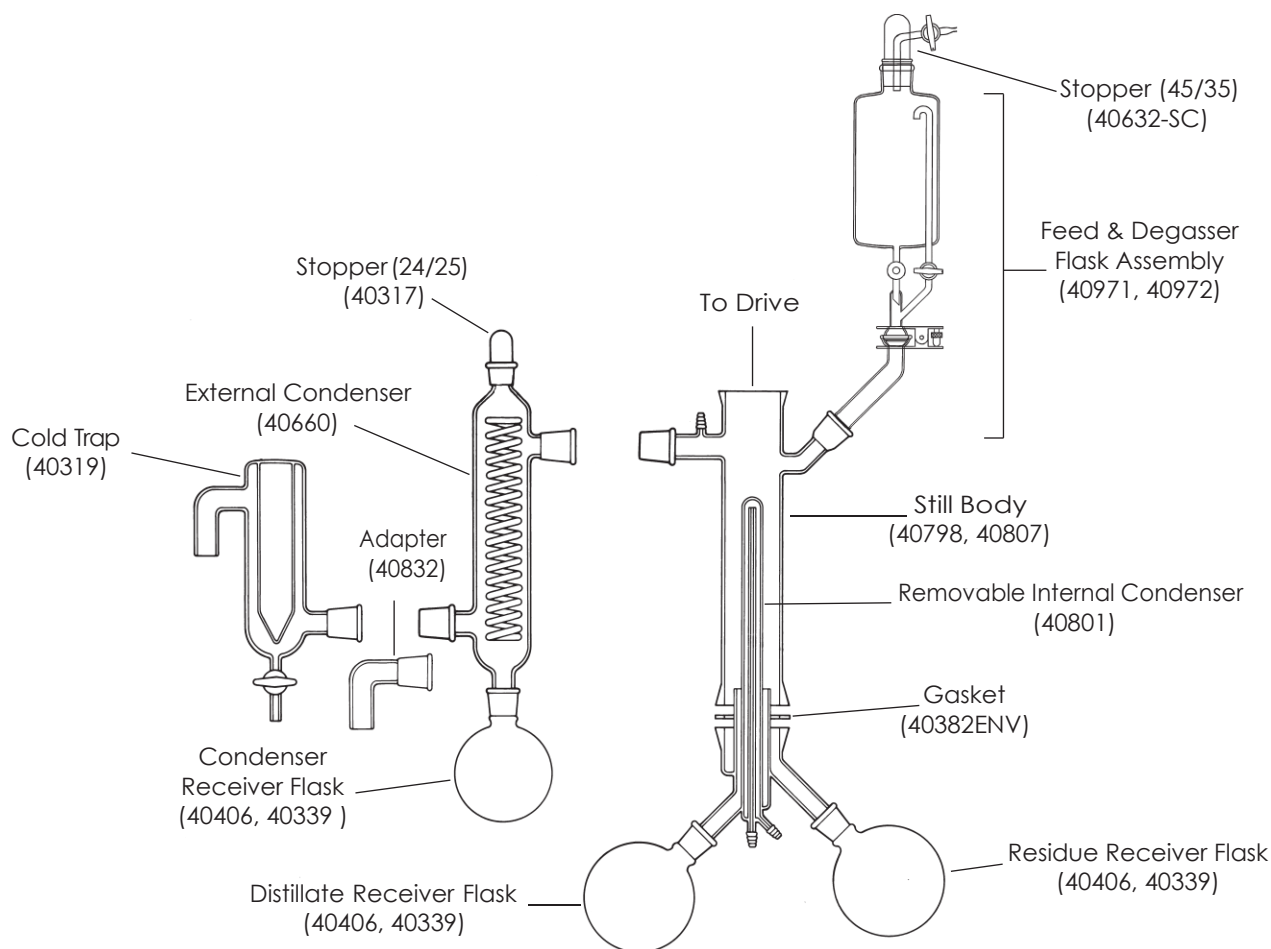 Stopper (45/35)
(40632-SC)
Feed & Degasser
Flask Assembly
(40971, 40972)
Stopper (24/25)
(40317)
To Drive
External Condenser
(40660)
Cold Trap
(40319)
Adapter
(40832)
Still Body
(40798, 40807)
Removable Internal Condenser
(40801)
Gasket
(40382ENV)
Condenser
Receiver Flask
(40406, 40339 )
Distillate Receiver Flask
(40406, 40339)
Residue Receiver Flask
(40406, 40339)